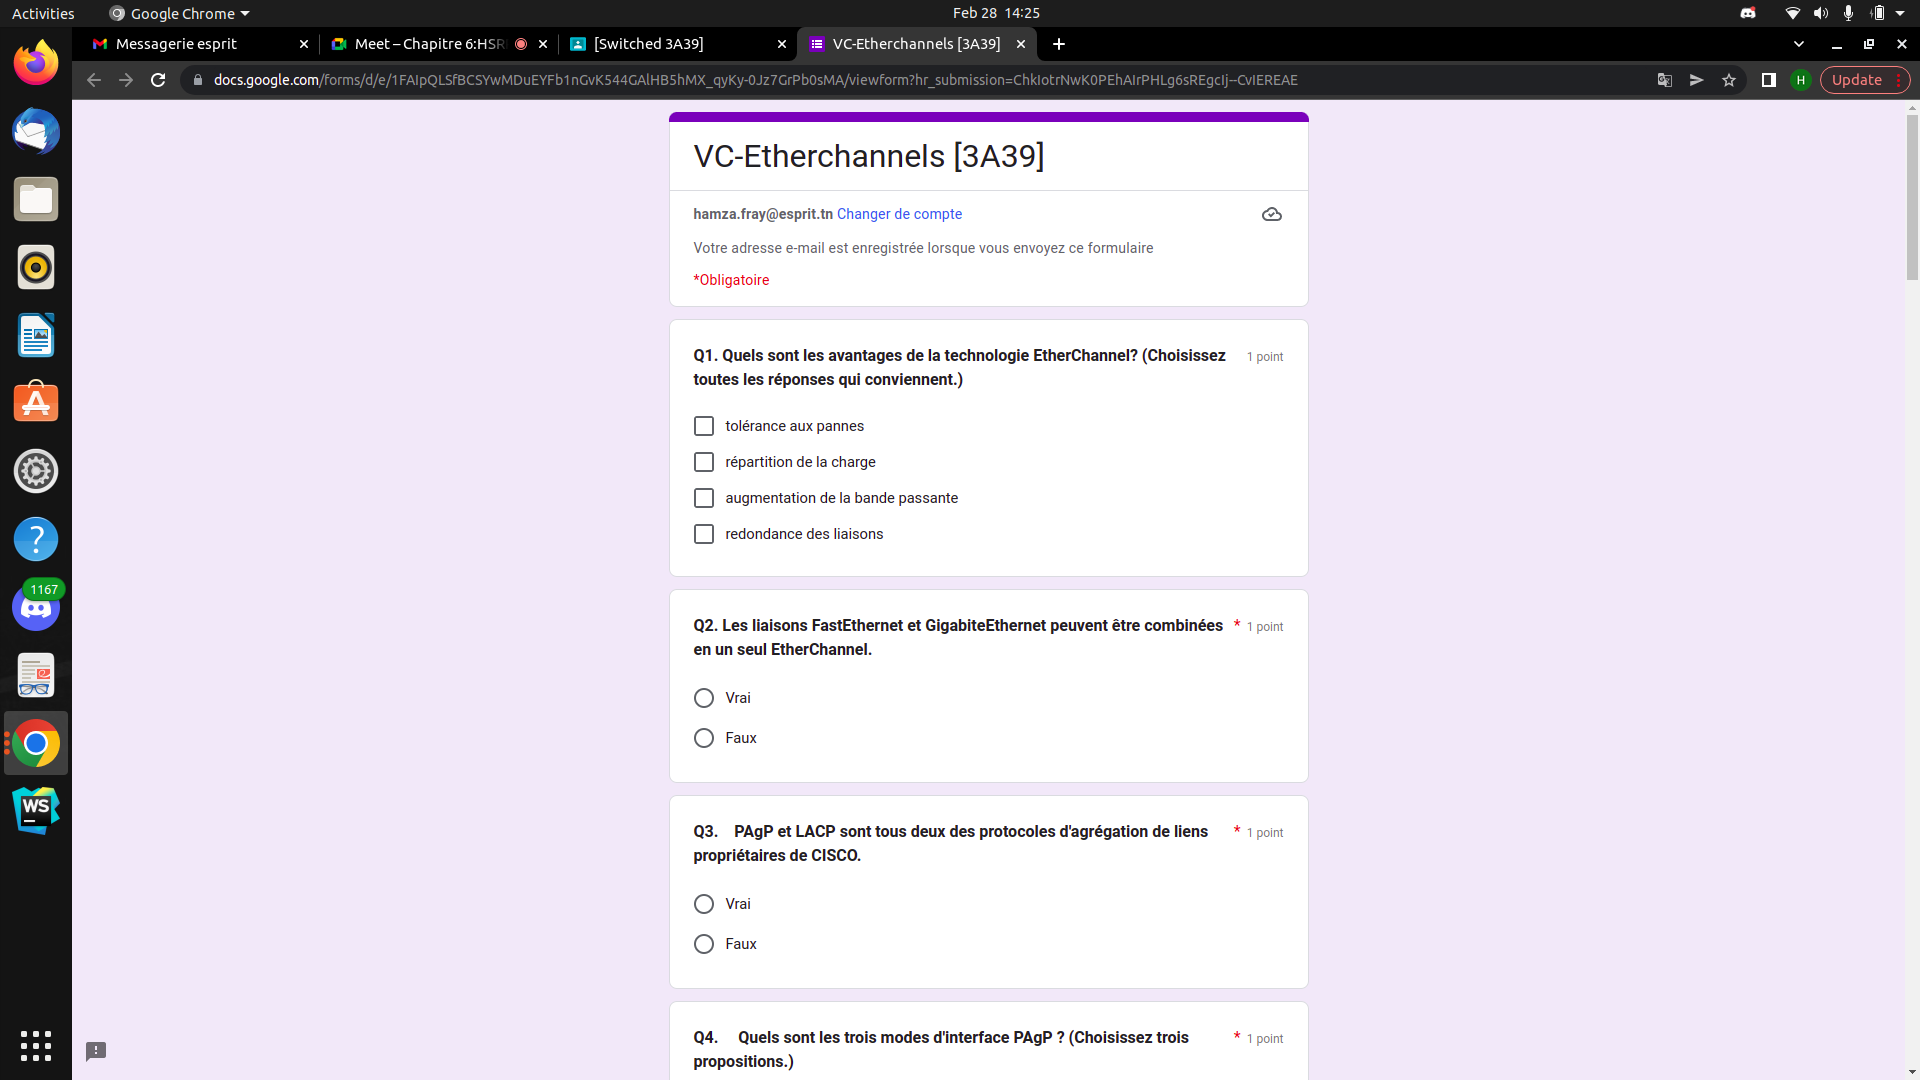 Activities
Google Chrome
Feb 28 14:25
Messagerie esprit
Meet – Chapitre 6:HSR
[Switched 3A39]
VC-Etherchannels [3A39]
docs.google.com/forms/d/e/1FAIpQLSfBCSYwMDuEYFb1nGvK544GAlHB5hMX_qyKy-0Jz7GrPb0sMA/viewform?hr_submission=ChkIotrNwK0PEhAIrPHLg6sREgcIj--CvIEREAE
H
Update
VC-Etherchannels [3A39]
hamza.fray@esprit.tn Changer de compte
Votre adresse e-mail est enregistrée lorsque vous envoyez ce formulaire
*Obligatoire
Q1. Quels sont les avantages de la technologie EtherChannel? (Choisissez
toutes les réponses qui conviennent.)
1 point
tolérance aux pannes
répartition de la charge
augmentation de la bande passante
redondance des liaisons
Q2. Les liaisons FastEthernet et GigabiteEthernet peuvent être combinées
en un seul EtherChannel.
* 1 point
Vrai
Faux
Q3. PAgP et LACP sont tous deux des protocoles d'agrégation de liens
propriétaires de CISCO.
* 1 point
Vrai
Faux
Q4. Quels sont les trois modes d'interface PAgP ? (Choisissez trois
propositions.)
* 1 point
1167
WS